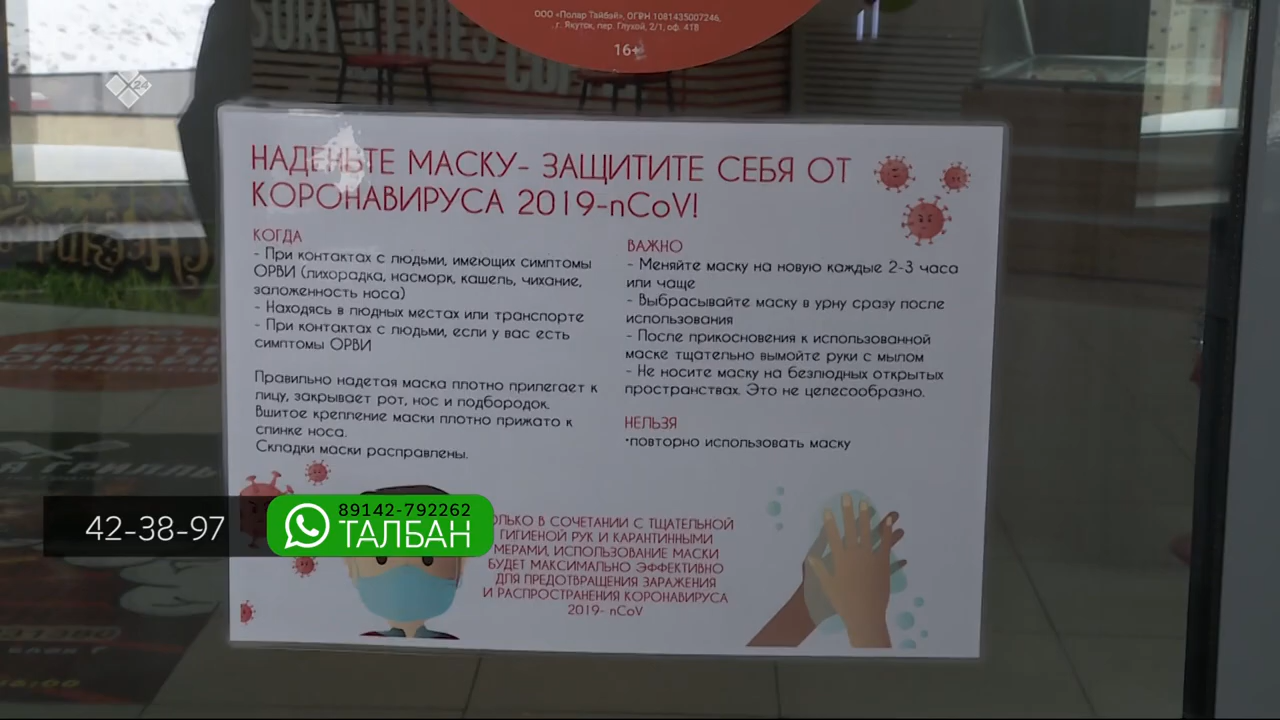 ООО «Полар Тайбэй», ОГРН 1081435007246,
г. Якутск, пер. Глухой, 2/1, оф. 4ТВ
16+
FRIES
X24
НАДЕНЬТЕ МАСКУ- ЗАЩИТИТЕ СЕБЯ ОТ
КОРОНАВИРУСА 2019-nCoV!
КОГДА
- При контактах с людьми, имеющих симптомы
ОРВИ (лихорадка, насморк, кашель, чихание,
заложенность носа)
- Находясь в людных местах или транспорте
- При контактах с людьми, если у вас есть
симптомы ОРВИ
Правильно надетая маска плотно прилегает к
лицу, закрывает рот, нос и подбородок.
Вшитое крепление маски плотно прижато к
спинке носа.
Складки маски расправлены.
ВАЖНО
- Меняйте маску на новую каждые 2-3 часа
или чаще
- Выбрасывайте маску в урну сразу после
использования
- После прикосновения к использованной
маске тщательно вымойте руки с мылом
- Не носите маску на безлюдных открытых
пространствах. Это не целесообразно.
НЕЛЬЗЯ
·повторно использовать маску
ОЛЬКО В СОЧЕТАНИИ С ТЩАТЕЛЬНОЙ
ГИГИЕНОЙ РУК И КАРАНТИННЫМИ
МЕРАМИ, ИСПОЛЬЗОВАНИЕ МАСКИ
БУДЕТ МАКСИМАЛЬНО ЭФФЕКТИВНО
ДЛЯ ПРЕДОТВРАЩЕНИЯ ЗАРАЖЕНИЯ
И РАСПРОСТРАНЕНИЯ КОРОНАВИРУСА
2019- nCoV
42-38-97
89142-792262
ТАЛБАН